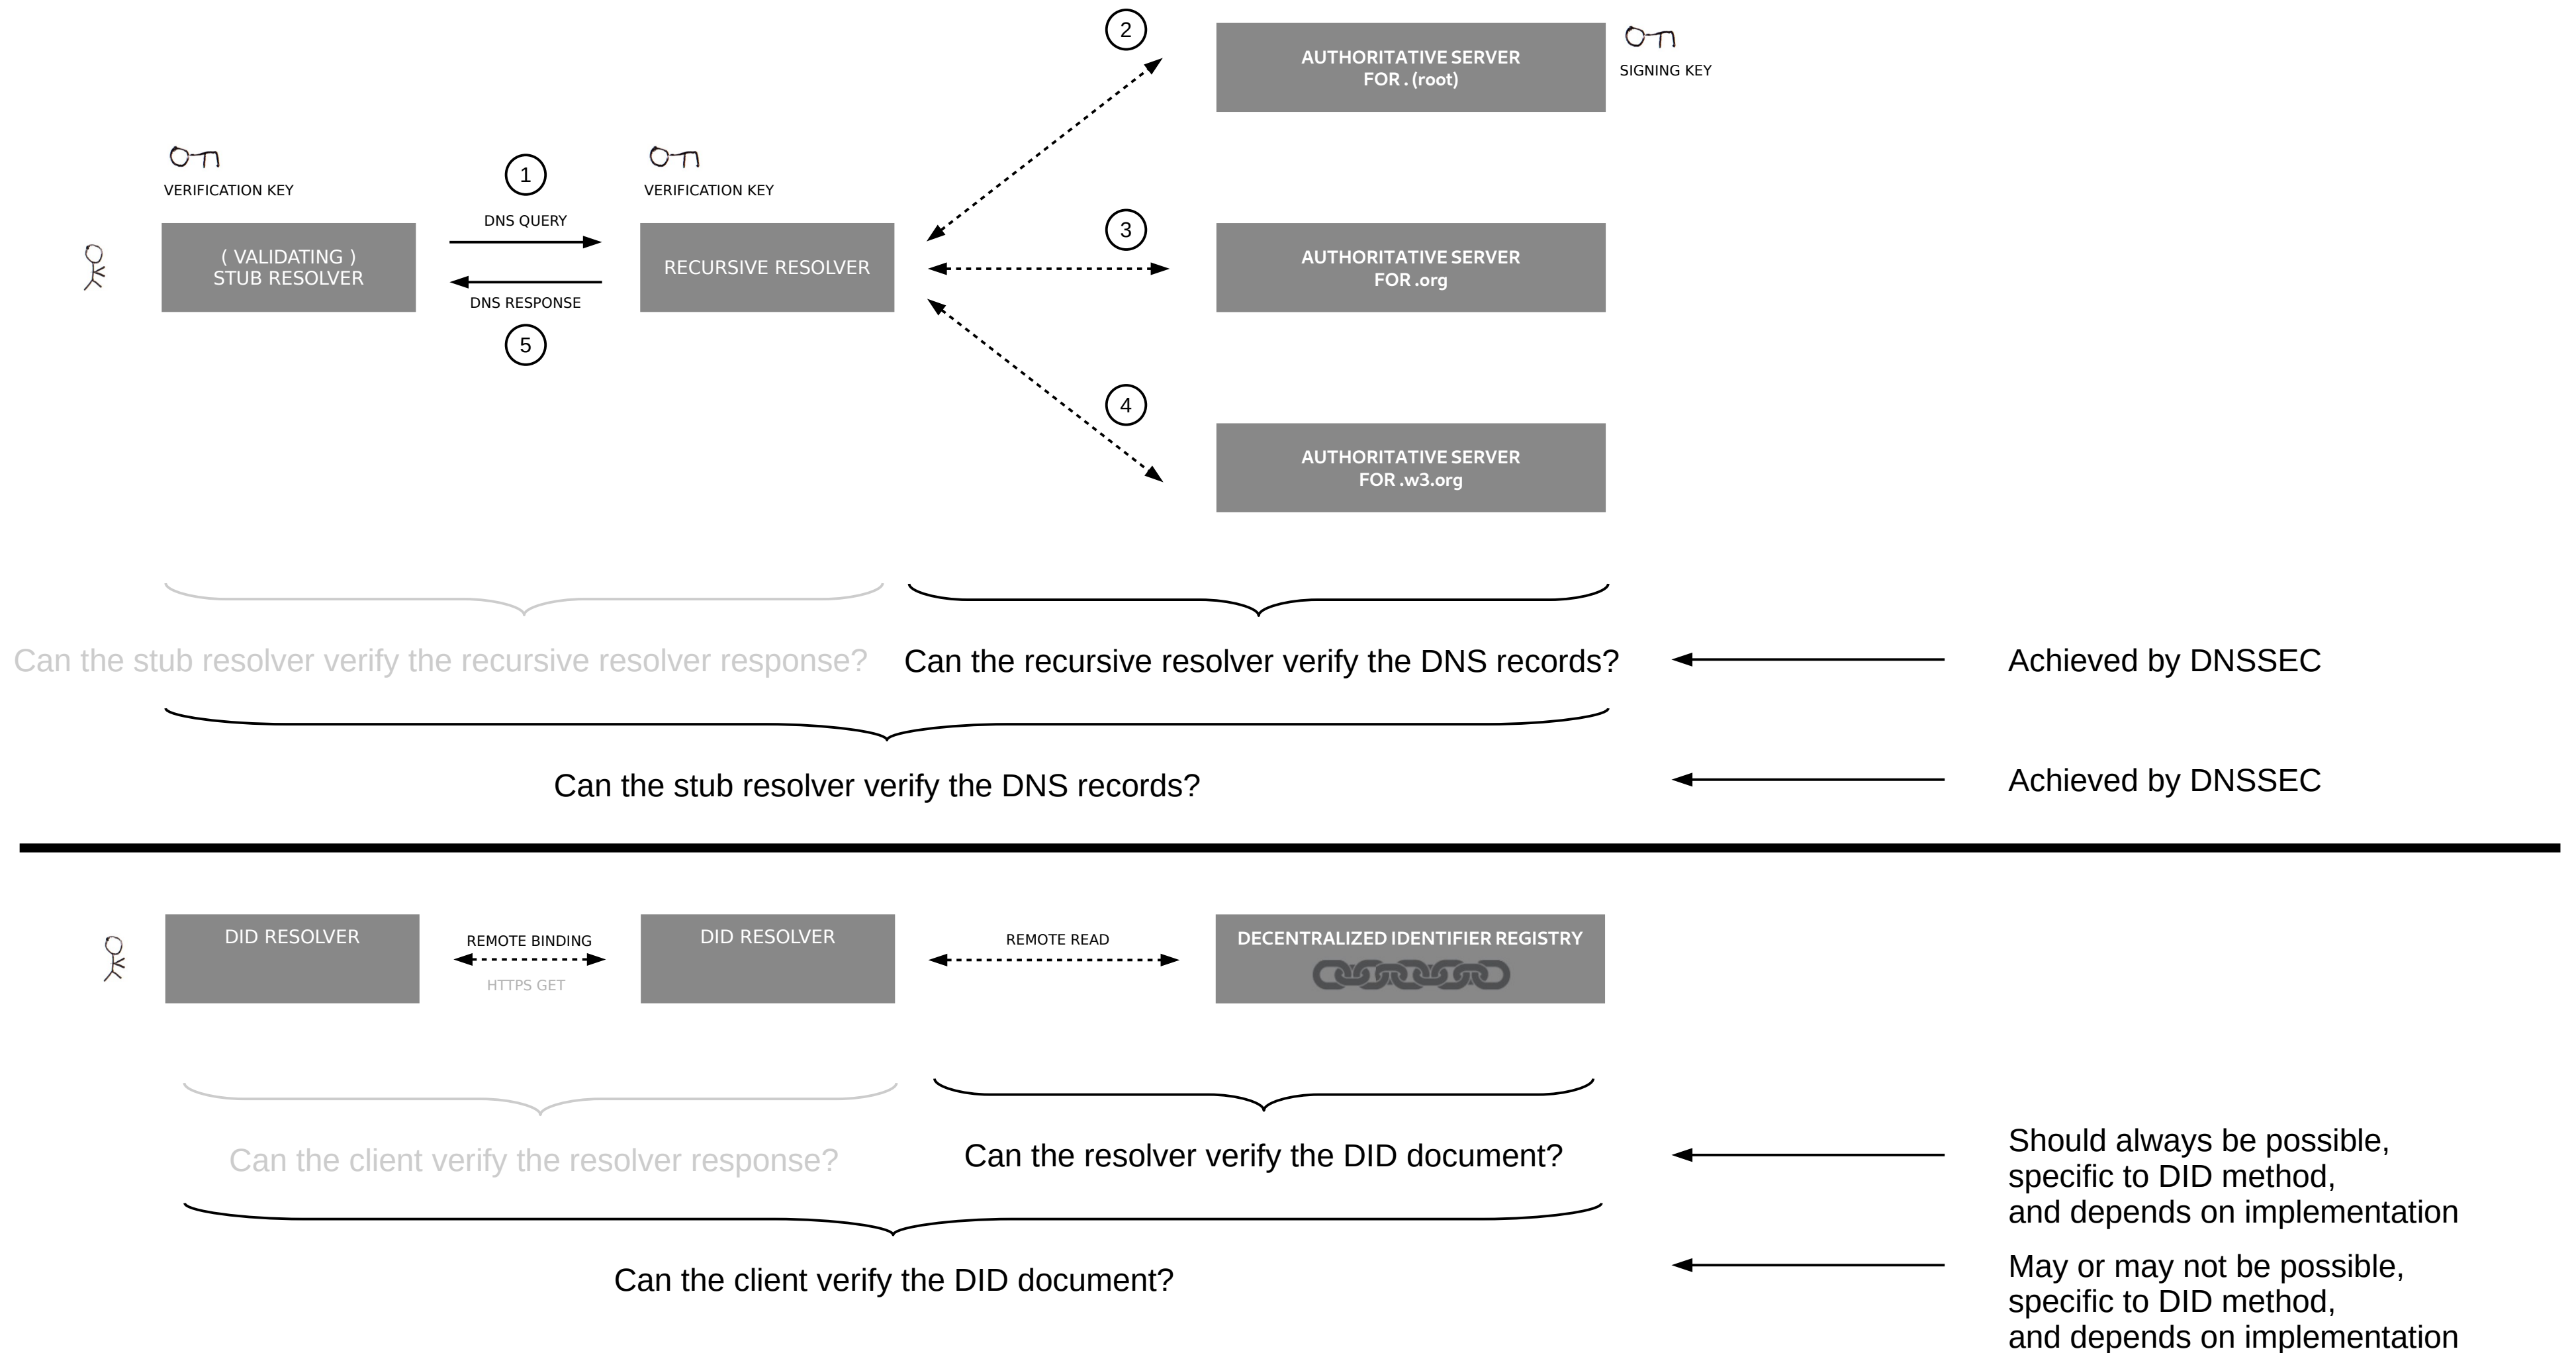 2
AUTHORITATIVE SERVER
FOR . (root)
SIGNING KEY
VERIFICATION KEY
1
VERIFICATION KEY
DNS QUERY
( VALIDATING )
STUB RESOLVER
RECURSIVE RESOLVER
DNS RESPONSE
5
3
AUTHORITATIVE SERVER
FOR .org
4
AUTHORITATIVE SERVER
FOR .w3.org
Can the stub resolver verify the recursive resolver response?
Can the recursive resolver verify the DNS records?
Achieved by DNSSEC
Can the stub resolver verify the DNS records?
Achieved by DNSSEC
DID RESOLVER
REMOTE BINDING
HTTPS GET
DID RESOLVER
REMOTE READ
DECENTRALIZED IDENTIFIER REGISTRY
Can the client verify the resolver response?
Can the resolver verify the DID document?
Should always be possible,
specific to DID method,
and depends on implementation
Can the client verify the DID document?
May or may not be possible,
specific to DID method,
and depends on implementation